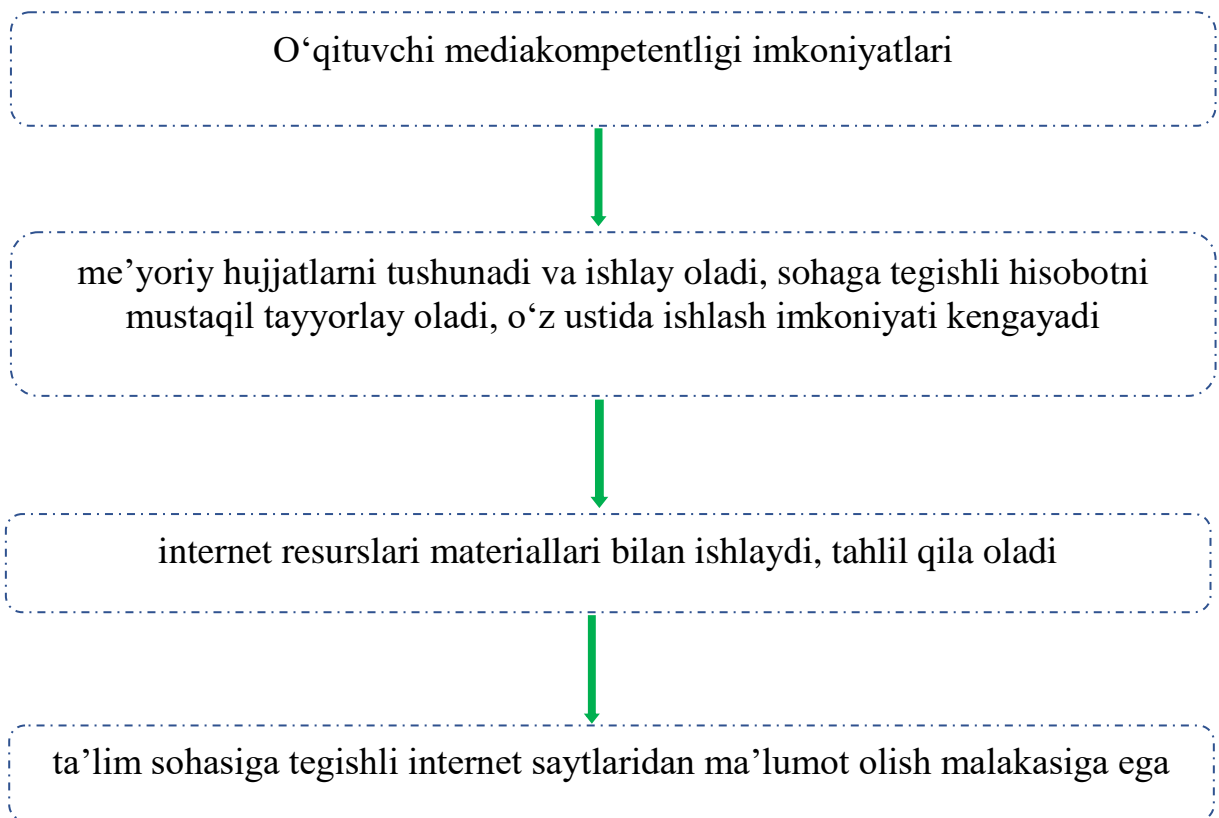 O‘qituvchi mediakompetentligi imkoniyatlari
me’yoriy hujjatlarni tushunadi va ishlay oladi, sohaga tegishli hisobotni
mustaqil tayyorlay oladi, o‘z ustida ishlash imkoniyati kengayadi
internet resurslari materiallari bilan ishlaydi, tahlil qila oladi
ta’lim sohasiga tegishli internet saytlaridan ma’lumot olish malakasiga ega